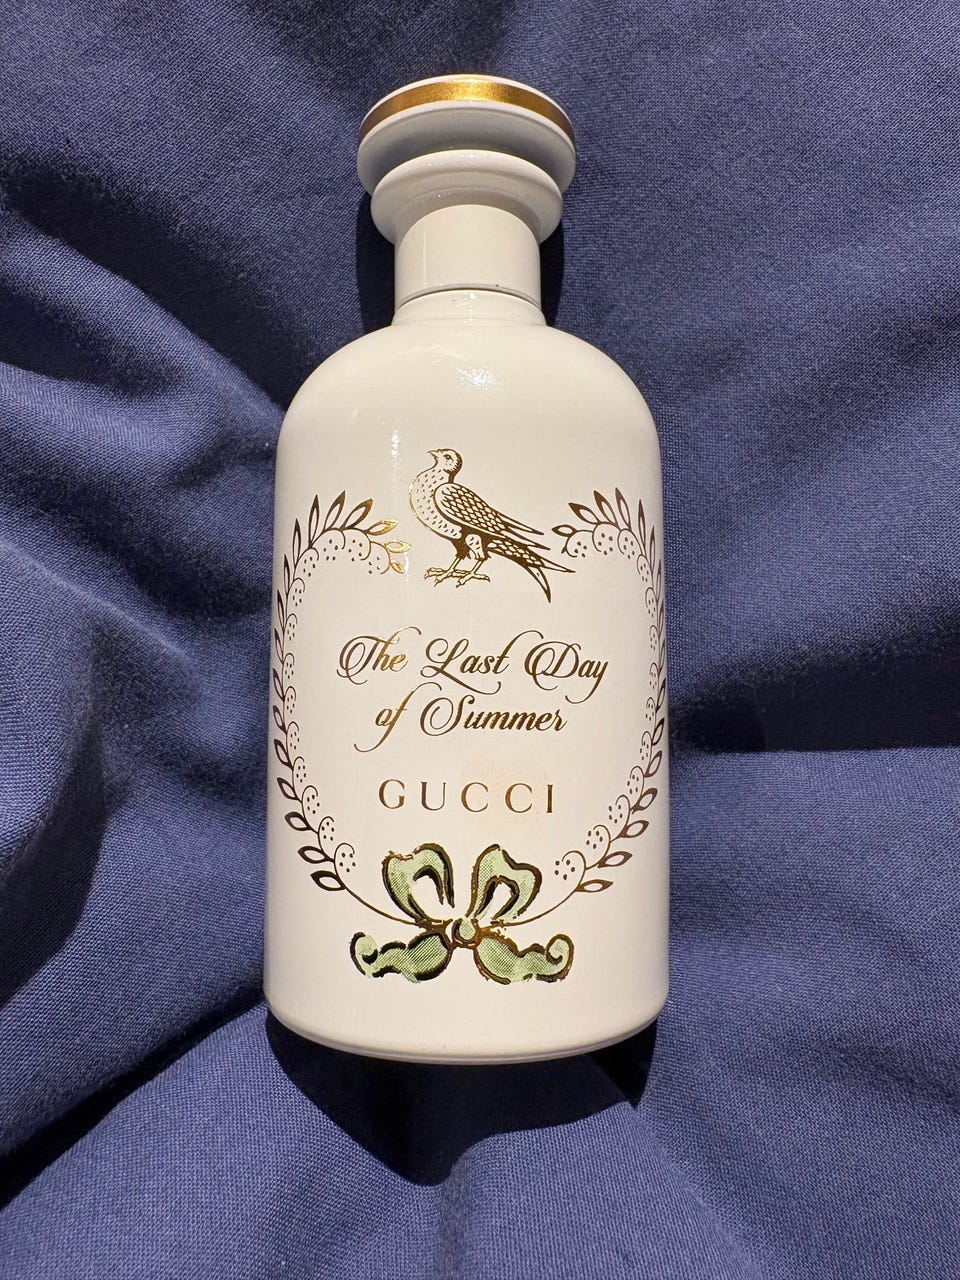 The Last Day
of Summer
GUCCI